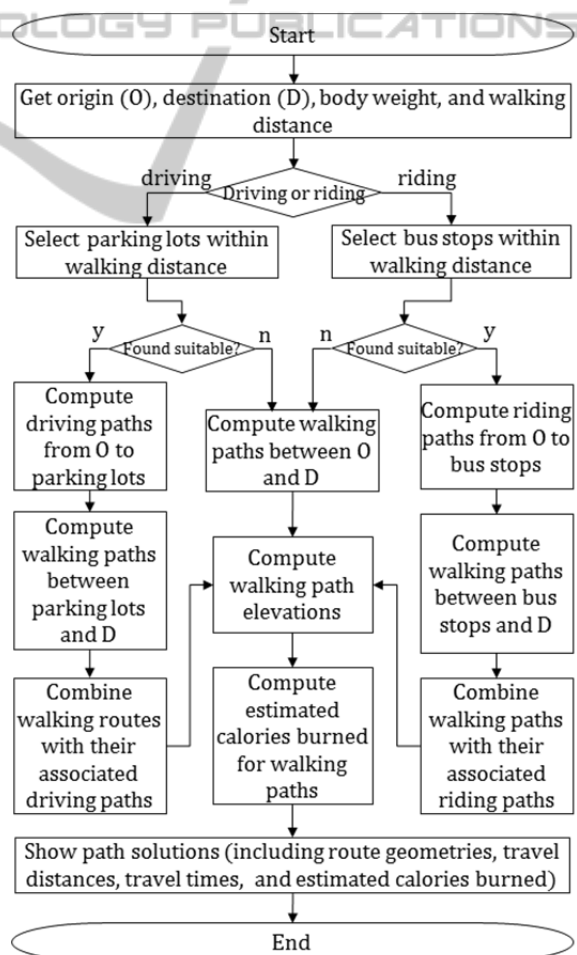 OLOGY PUBLICATIONS
Start
Get origin (O), destination (D), body weight, and walking
distance
driving
Driving or riding
riding
Select parking lots within
walking distance
Select bus stops within
walking distance
y
Found suitable?
n
n
Found suitable?
y
Compute
driving paths
from O to
parking lots
Compute walking
paths between O
and D
Compute riding
paths from O to
bus stops
Compute
walking paths
between
parking lots
and D
Compute
walking path
elevations
Compute
walking paths
between bus
stops and D
Combine
walking routes
with their
associated
driving paths
Compute
estimated
calories burned
for walking
paths
Combine
walking paths
with their
associated
riding paths
Show path solutions (including route geometries, travel
distances, travel times, and estimated calories burned)
End